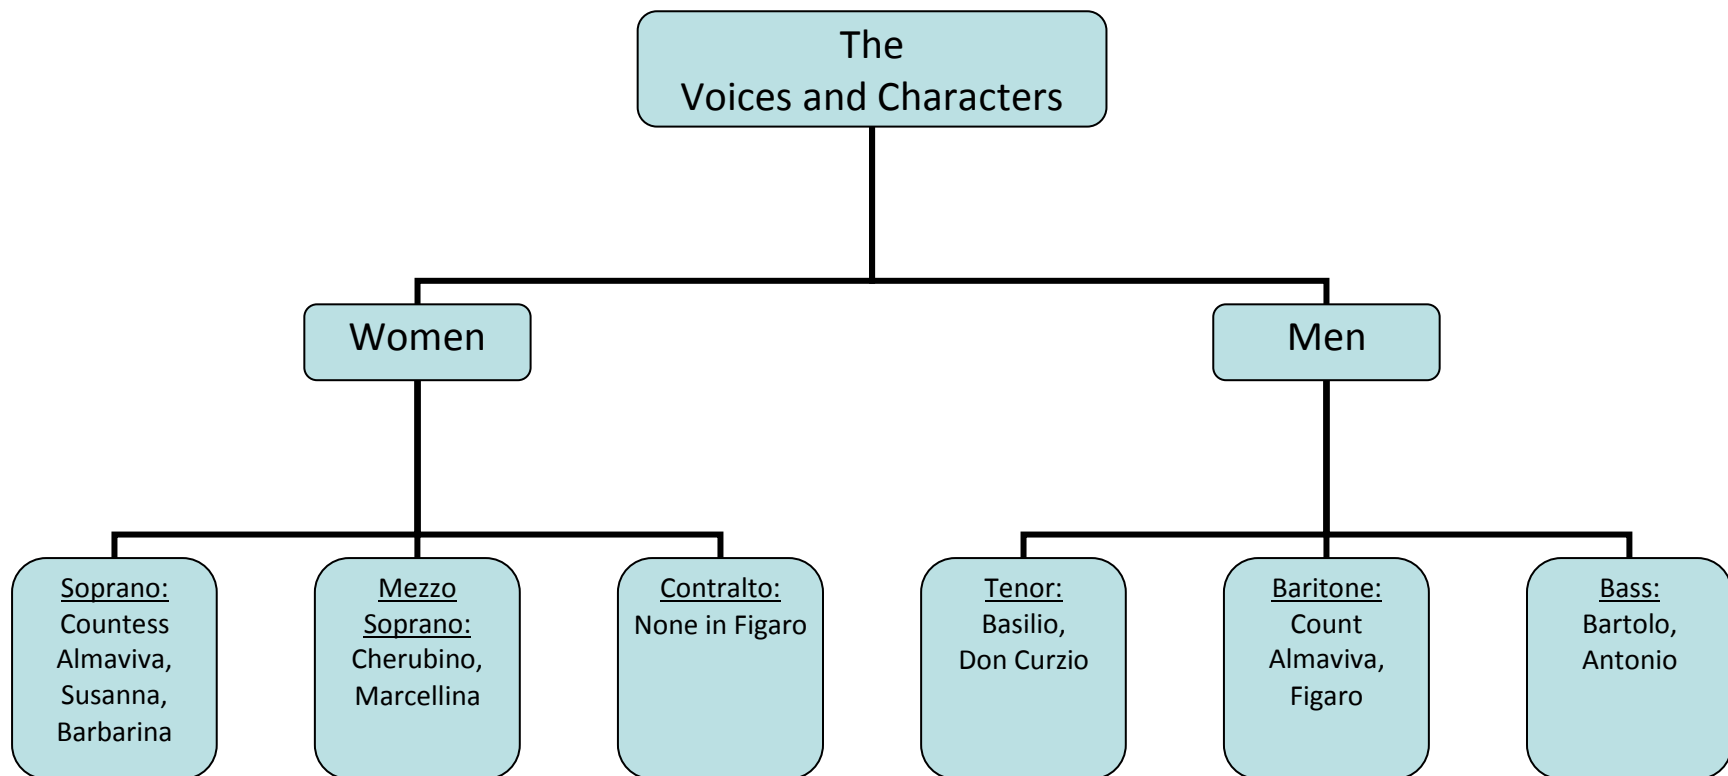 The
Voices and Characters
Women
Men
Soprano:
Countess
Almaviva,
Susanna,
Barbarina
Mezzo
Soprano:
Cherubino,
Marcellina
Contralto:
None in Figaro
Tenor:
Basilio,
Don Curzio
Baritone:
Count
Almaviva,
Figaro
Bass:
Bartolo,
Antonio